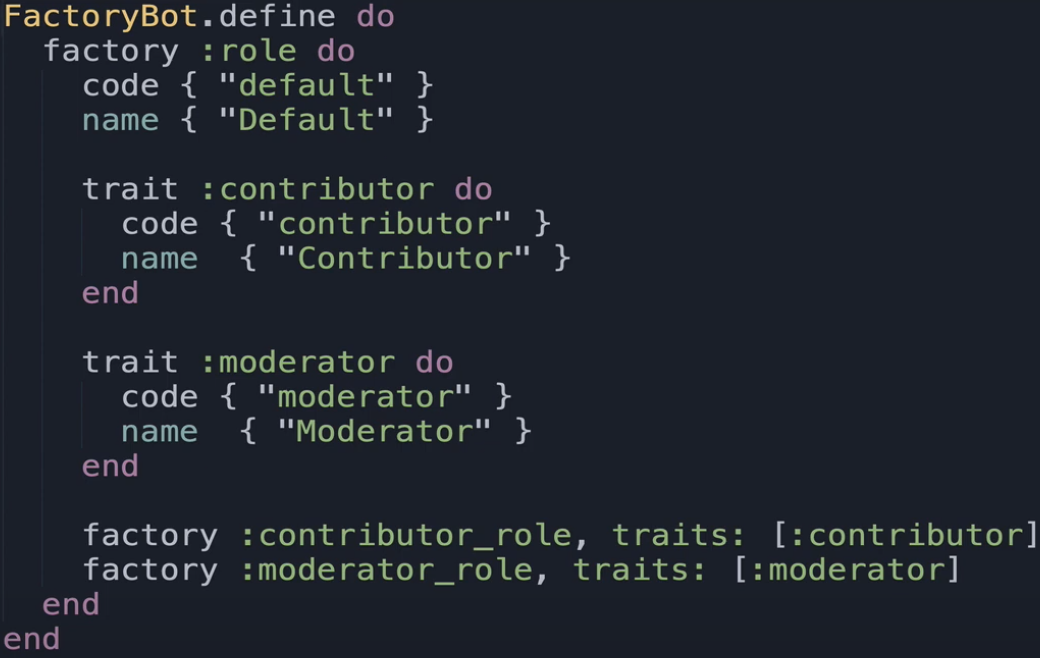 FactoryBot.define do
  factory :role do
    code { "default" }
    name { "Default" }

    trait :contributor do
      code { "contributor" }
      name  { "Contributor" }
    end

    trait :moderator do
      code { "moderator" }
      name  { "Moderator" }
    end

    factory :contributor_role, traits: [:contributor]
    factory :moderator_role, traits: [:moderator]
  end
end